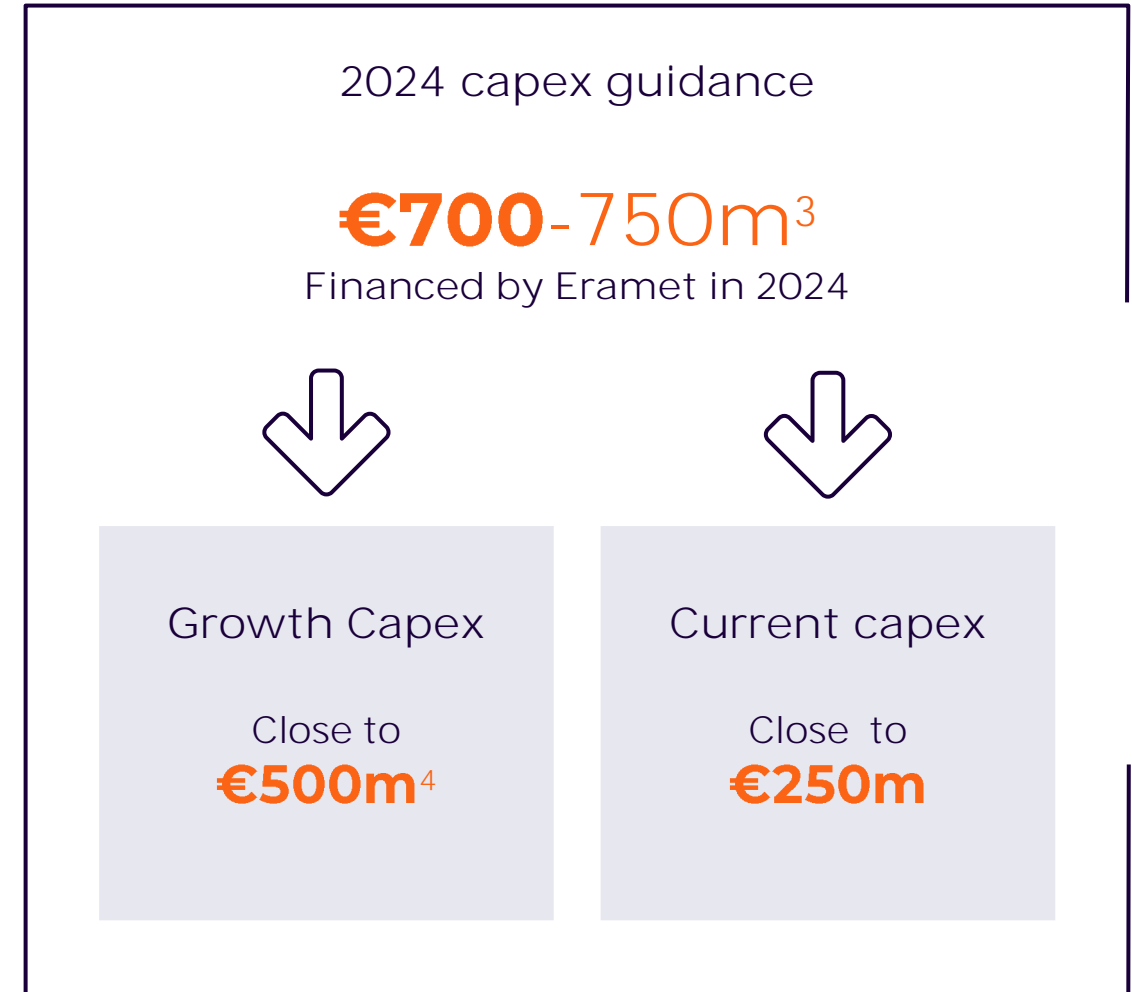 2024 capex guidance
€700-750m³
Financed by Eramet in 2024
Growth Capex
Close to
€500m⁴
Current capex
Close to
€250m